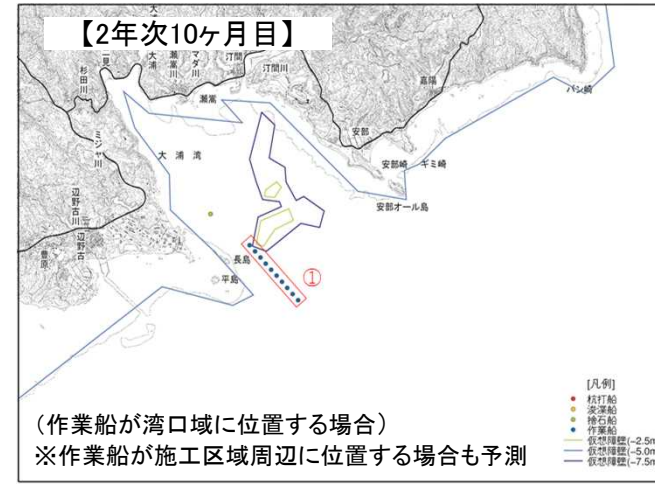 【2年次10ヶ月目】
二見
大浦
瀬嵩川
汀間
汀間川
杉田川
瀬嵩
嘉陽
バン崎
ミジャ川
大浦湾
安部
安部崎
ギミ崎
安部オール島
辺野古川
辺野古
豊原
長島
平島
①
(作業船が湾口域に位置する場合)
※作業船が施工区域周辺に位置する場合も予測
[凡例]
杭打船
浚渫船
捨石船
作業船
仮想障壁(-2.5m
仮想障壁(-5.0m
仮想障壁(-7.5m